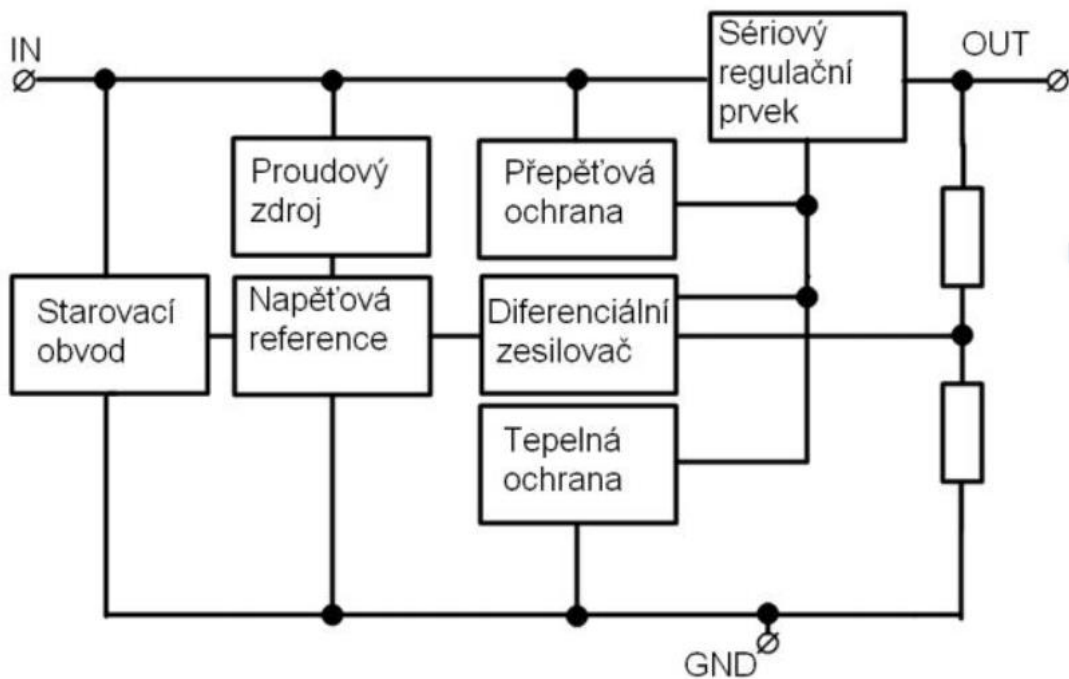 IN
Sériový
regulační
prvek
OUT
Proudový
zdroj
Přepěťová
ochrana
Starovací
obvod
Napěťová
reference
Diferenciální
zesilovač
Tepelná
ochrana
GND